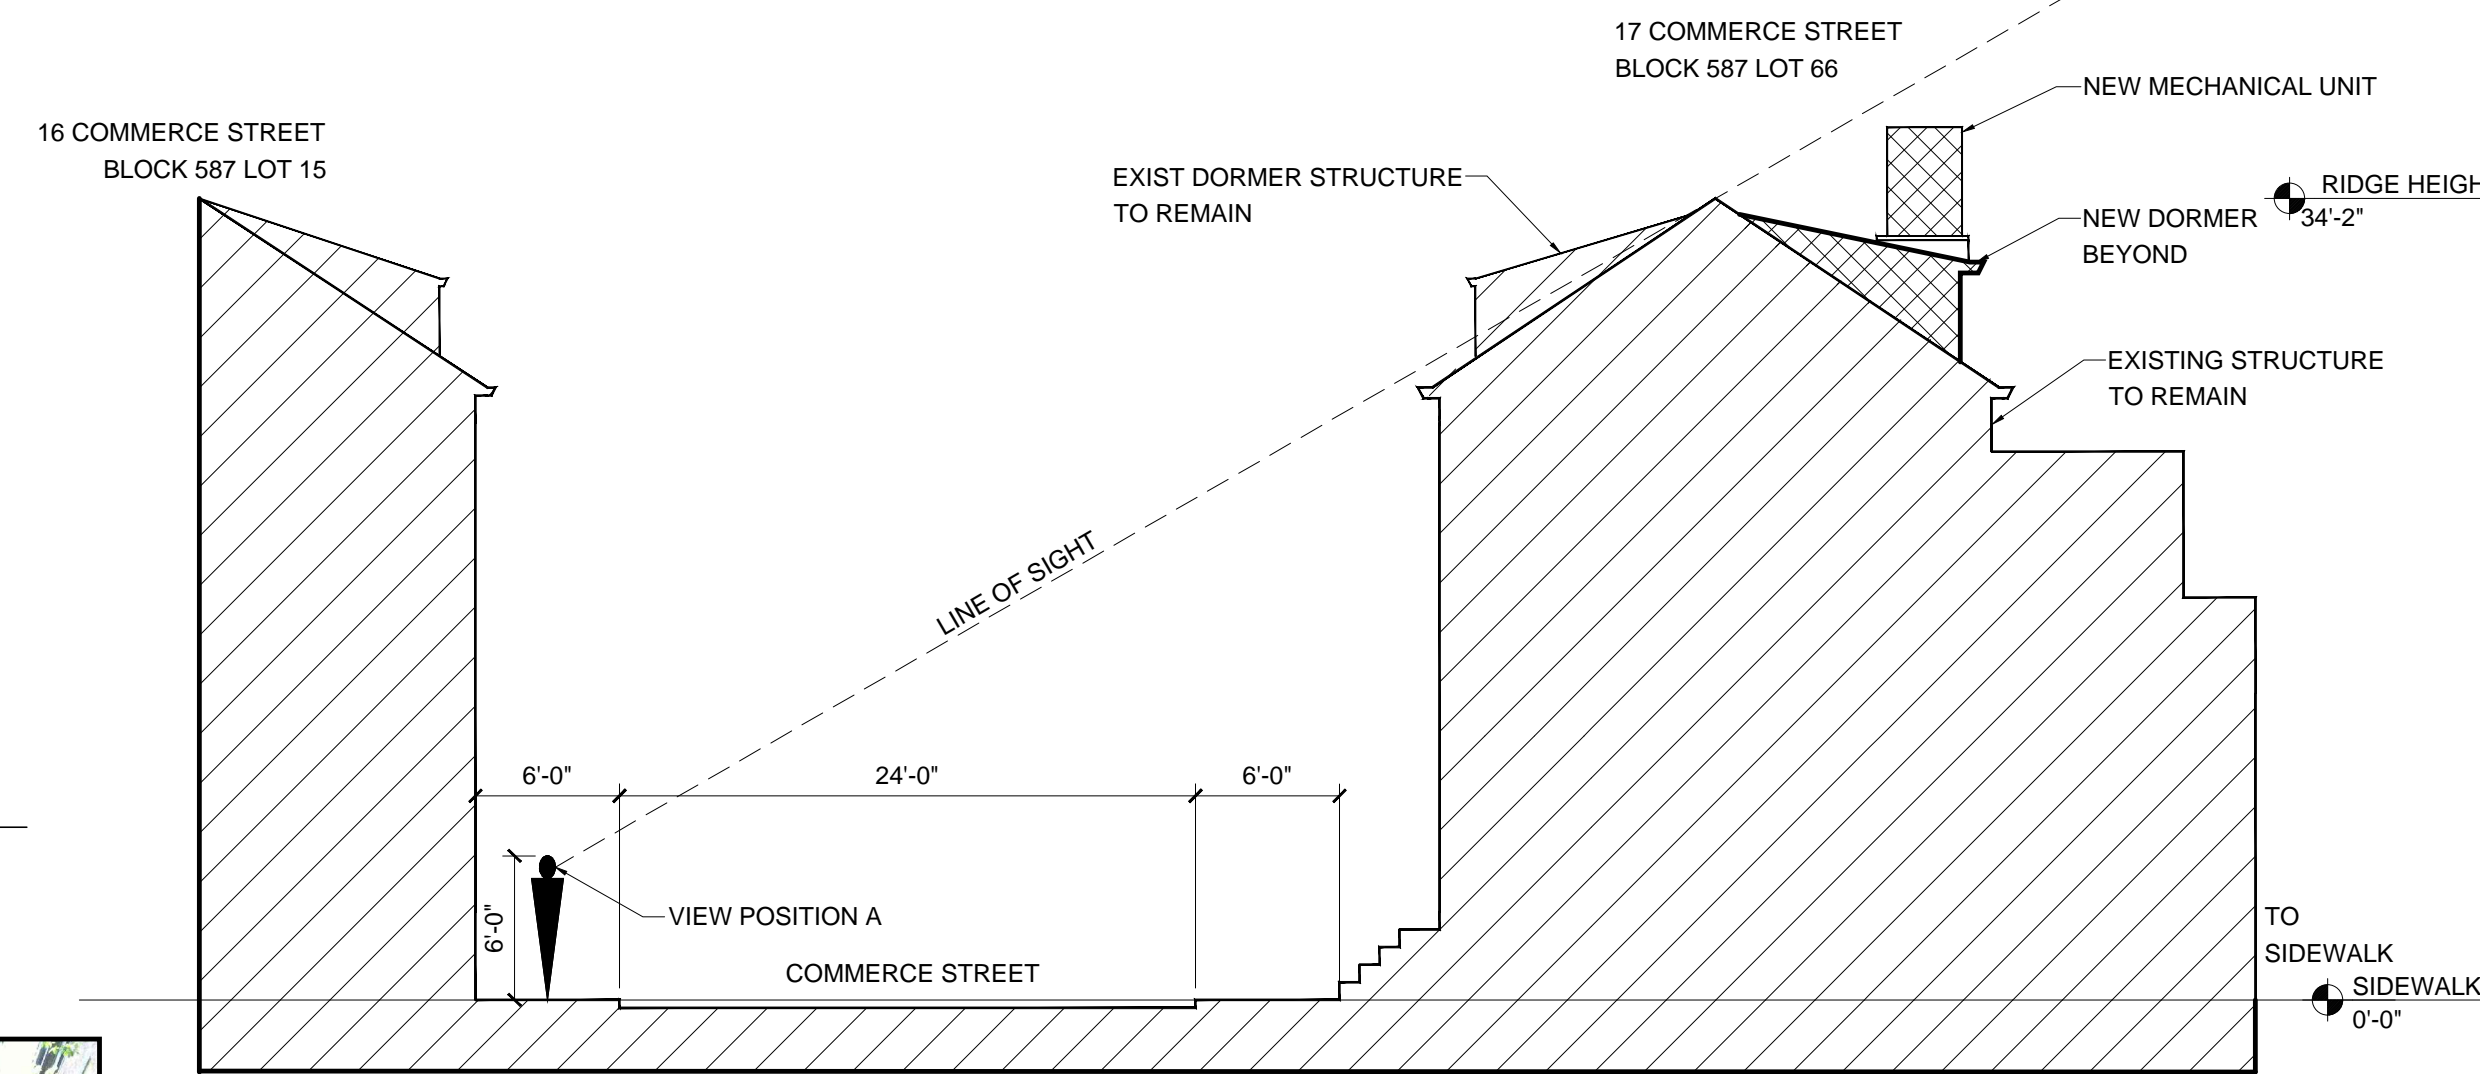 17 COMMERCE STREET
BLOCK 587 LOT 66
NEW MECHANICAL UNIT
16 COMMERCE STREET
BLOCK 587 LOT 15
EXIST DORMER STRUCTURE
TO REMAIN
RIDGE HEIGH
34'-2"
NEW DORMER
BEYOND
EXISTING STRUCTURE
TO REMAIN
LINE OF SIGHT
6'-0"
24'-0"
6'-0"
6'-0"
VIEW POSITION A
COMMERCE STREET
TO
SIDEWALK
SIDEWALK
0'-0"